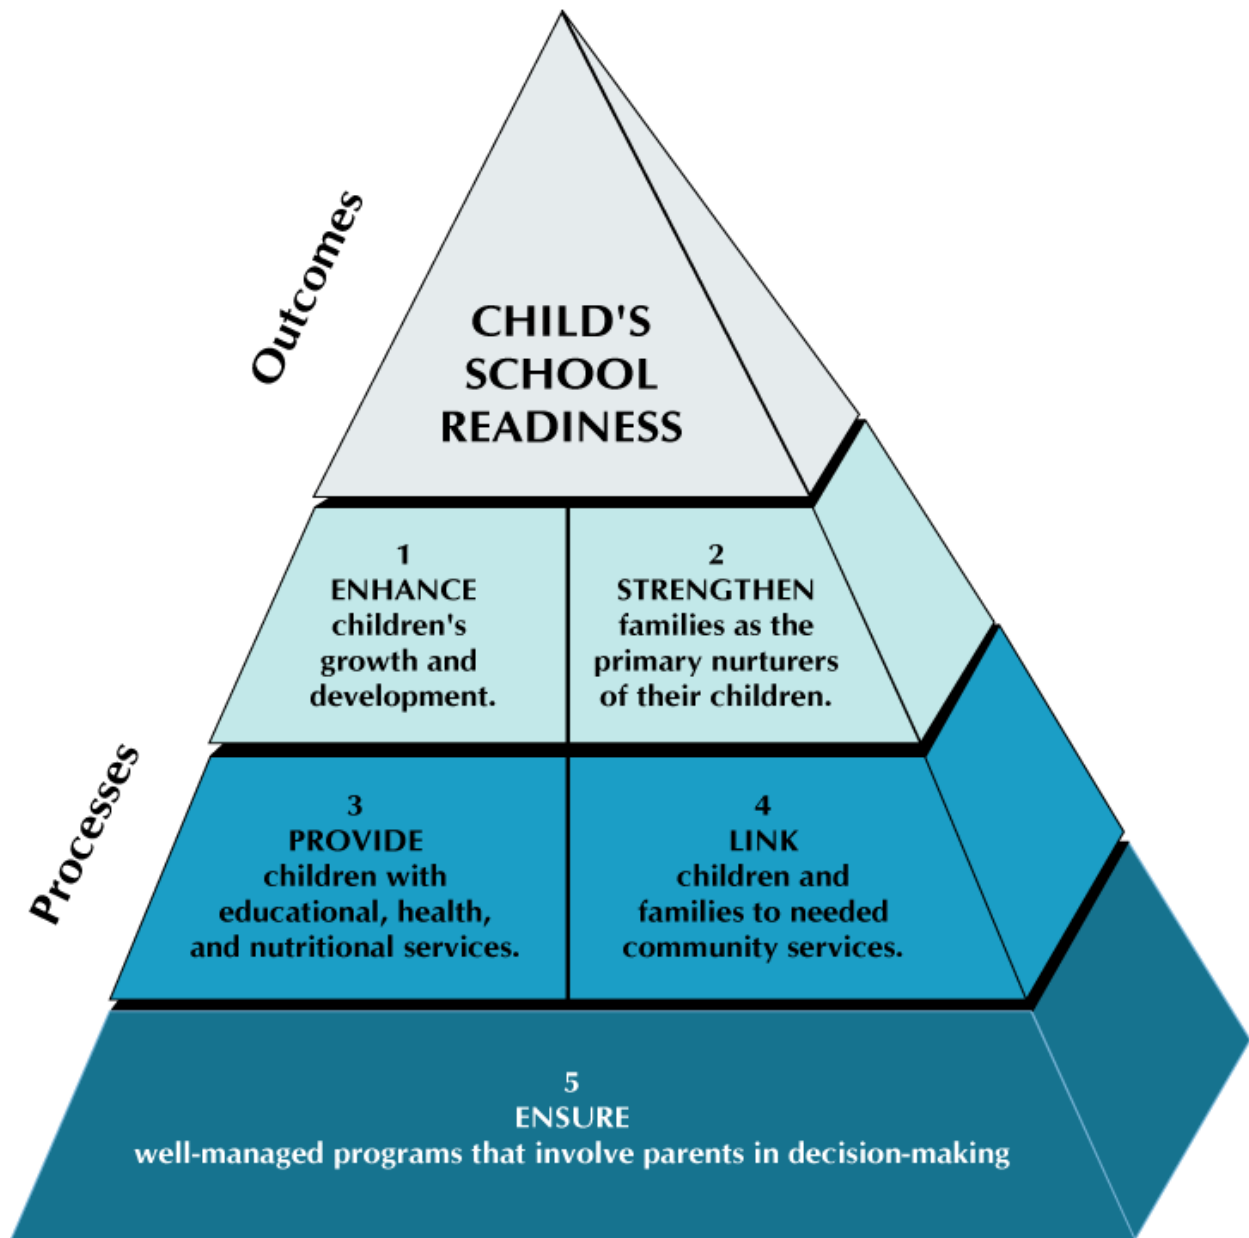 Outcomes
CHILD'S
SCHOOL
READINESS
1
ENHANCE
children's
growth and
development.
2
STRENGTHEN
families as the
primary nurturers
of their children.
Processes
3
PROVIDE
children with
educational, health,
and nutritional services.
4
LINK
children and
families to needed
community services.
5
ENSURE
well-managed programs that involve parents in decision-making